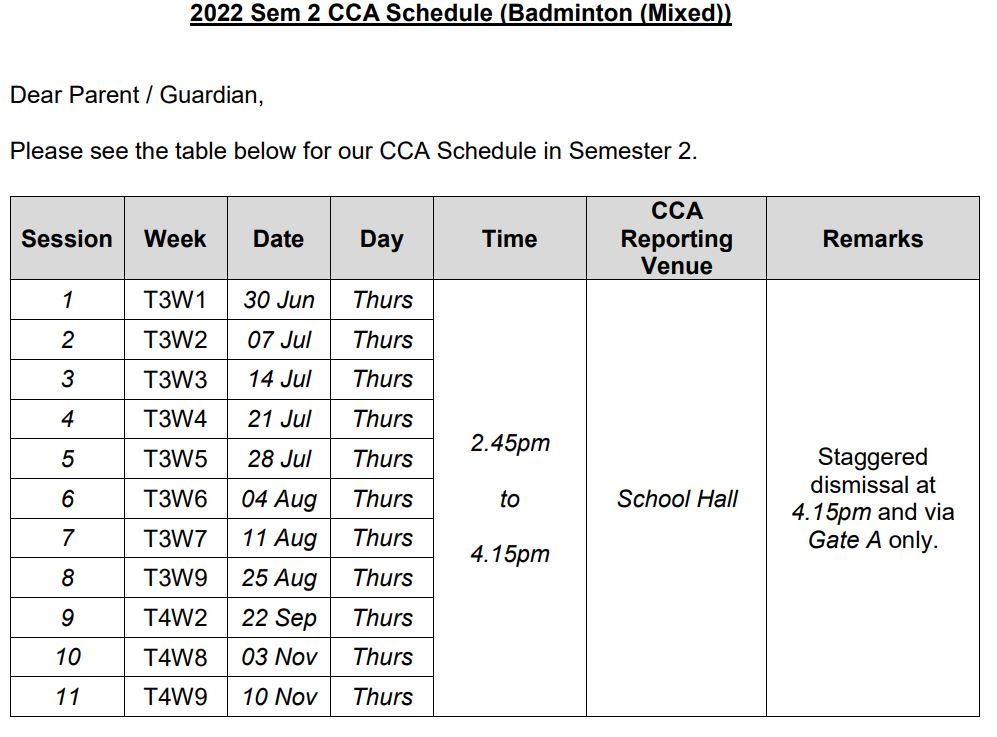 2022 Sem 2 CCA Schedule (Badminton (Mixed))
Dear Parent / Guardian,
Please see the table below for our CCA Schedule in Semester 2.
Session Week Date Day Time CCA Reporting Venue Remarks
1 T3W1 30 Jun Thurs
2 T3W2 07 Jul Thurs
3 T3W3 14 Jul Thurs
4 T3W4 21 Jul Thurs
5 T3W5 28 Jul Thurs
6 T3W6 04 Aug Thurs
7 T3W7 11 Aug Thurs
8 T3W9 25 Aug Thurs
9 T4W2 22 Sep Thurs
10 T4W8 03 Nov Thurs
11 T4W9 10 Nov Thurs
2.45pm
to
4.15pm
School Hall
Staggered
dismissal at
4.15pm and via
Gate A only.